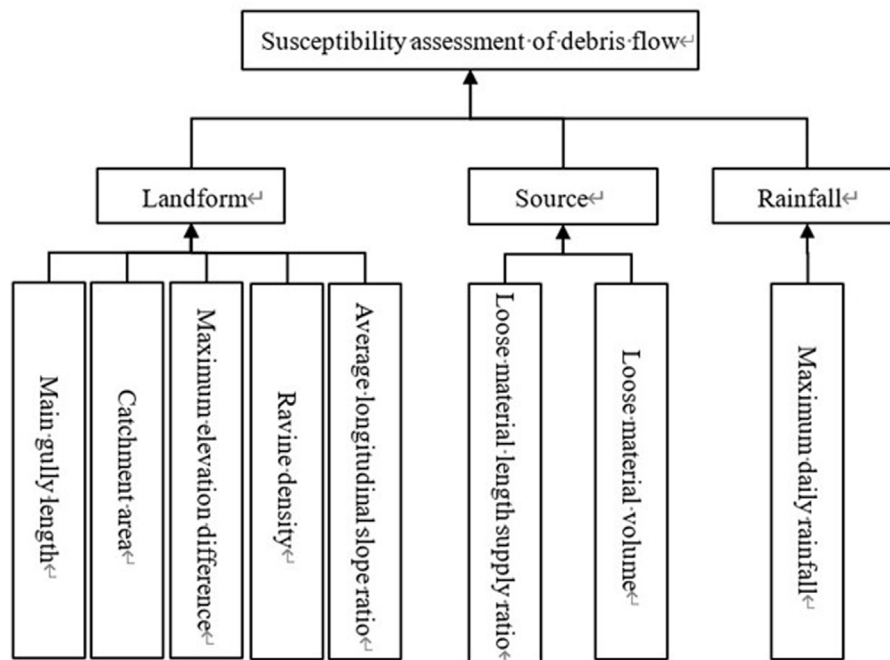 Susceptibility assessment of debris flow↵
Landform↵
Source↵
Rainfall↵
Main·gully·length↵
Catchment·area↵
Maximum·elevation·difference↵
Ravine·density↵
Average·longitudinal·slope·ratio↵
Loose·material·length·supply·ratio↵
Loose·material·volume↵
Maximum·daily·rainfall↵